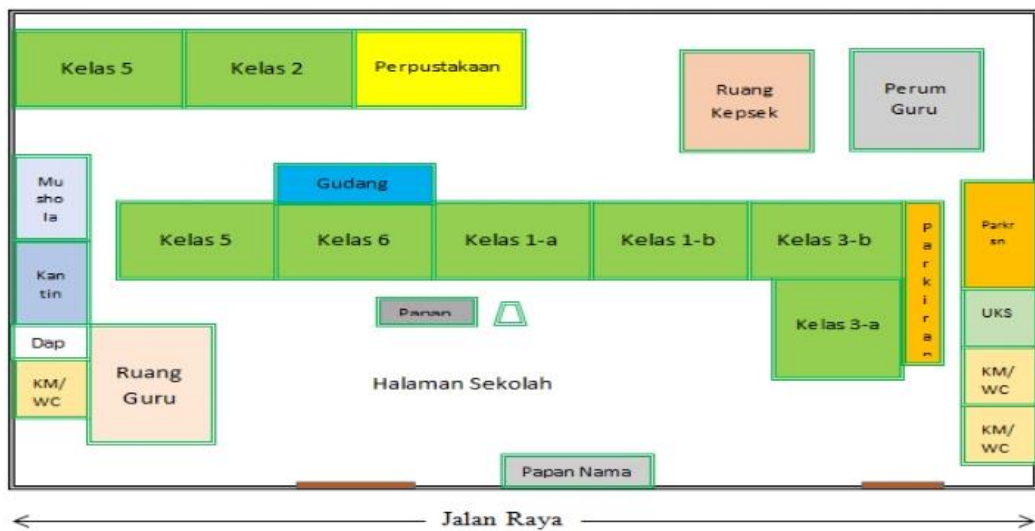 Kelas 5
Kelas 2
Perpustakaan
Ruang
Kepsek
Perum
Guru
Mu
sho
la
Gudang
Kelas 5
Kelas 6
Kelas 1-a
Kelas 1-b
Kelas 3-b
P
a
r
k
i
r
a
n
Parkr
sn
Kan
tin
Papan
Kelas 3-a
UKS
Dap
KM/
WC
Ruang
Guru
Halaman Sekolah
KM/
WC
KM/
WC
Papan Nama
Jalan Raya